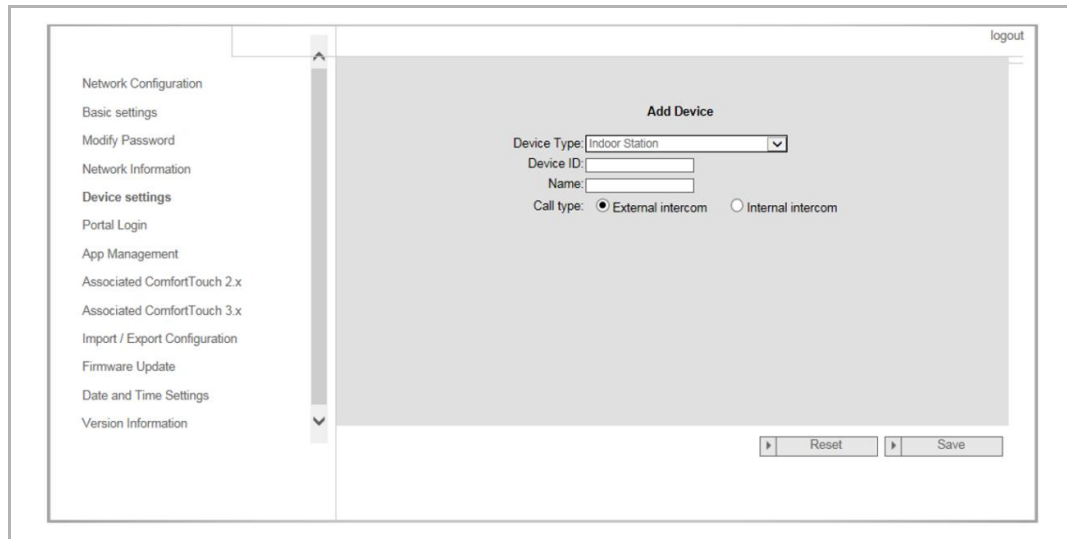 logout
Network Configuration
Basic settings
Modify Password
Network Information
Device settings
Portal Login
App Management
Associated ComfortTouch 2.x
Associated ComfortTouch 3.x
Import / Export Configuration
Firmware Update
Date and Time Settings
Version Information
Add Device
Device Type: Indoor Station
Device ID:
Name:
Call type: External intercom Internal intercom
Reset Save